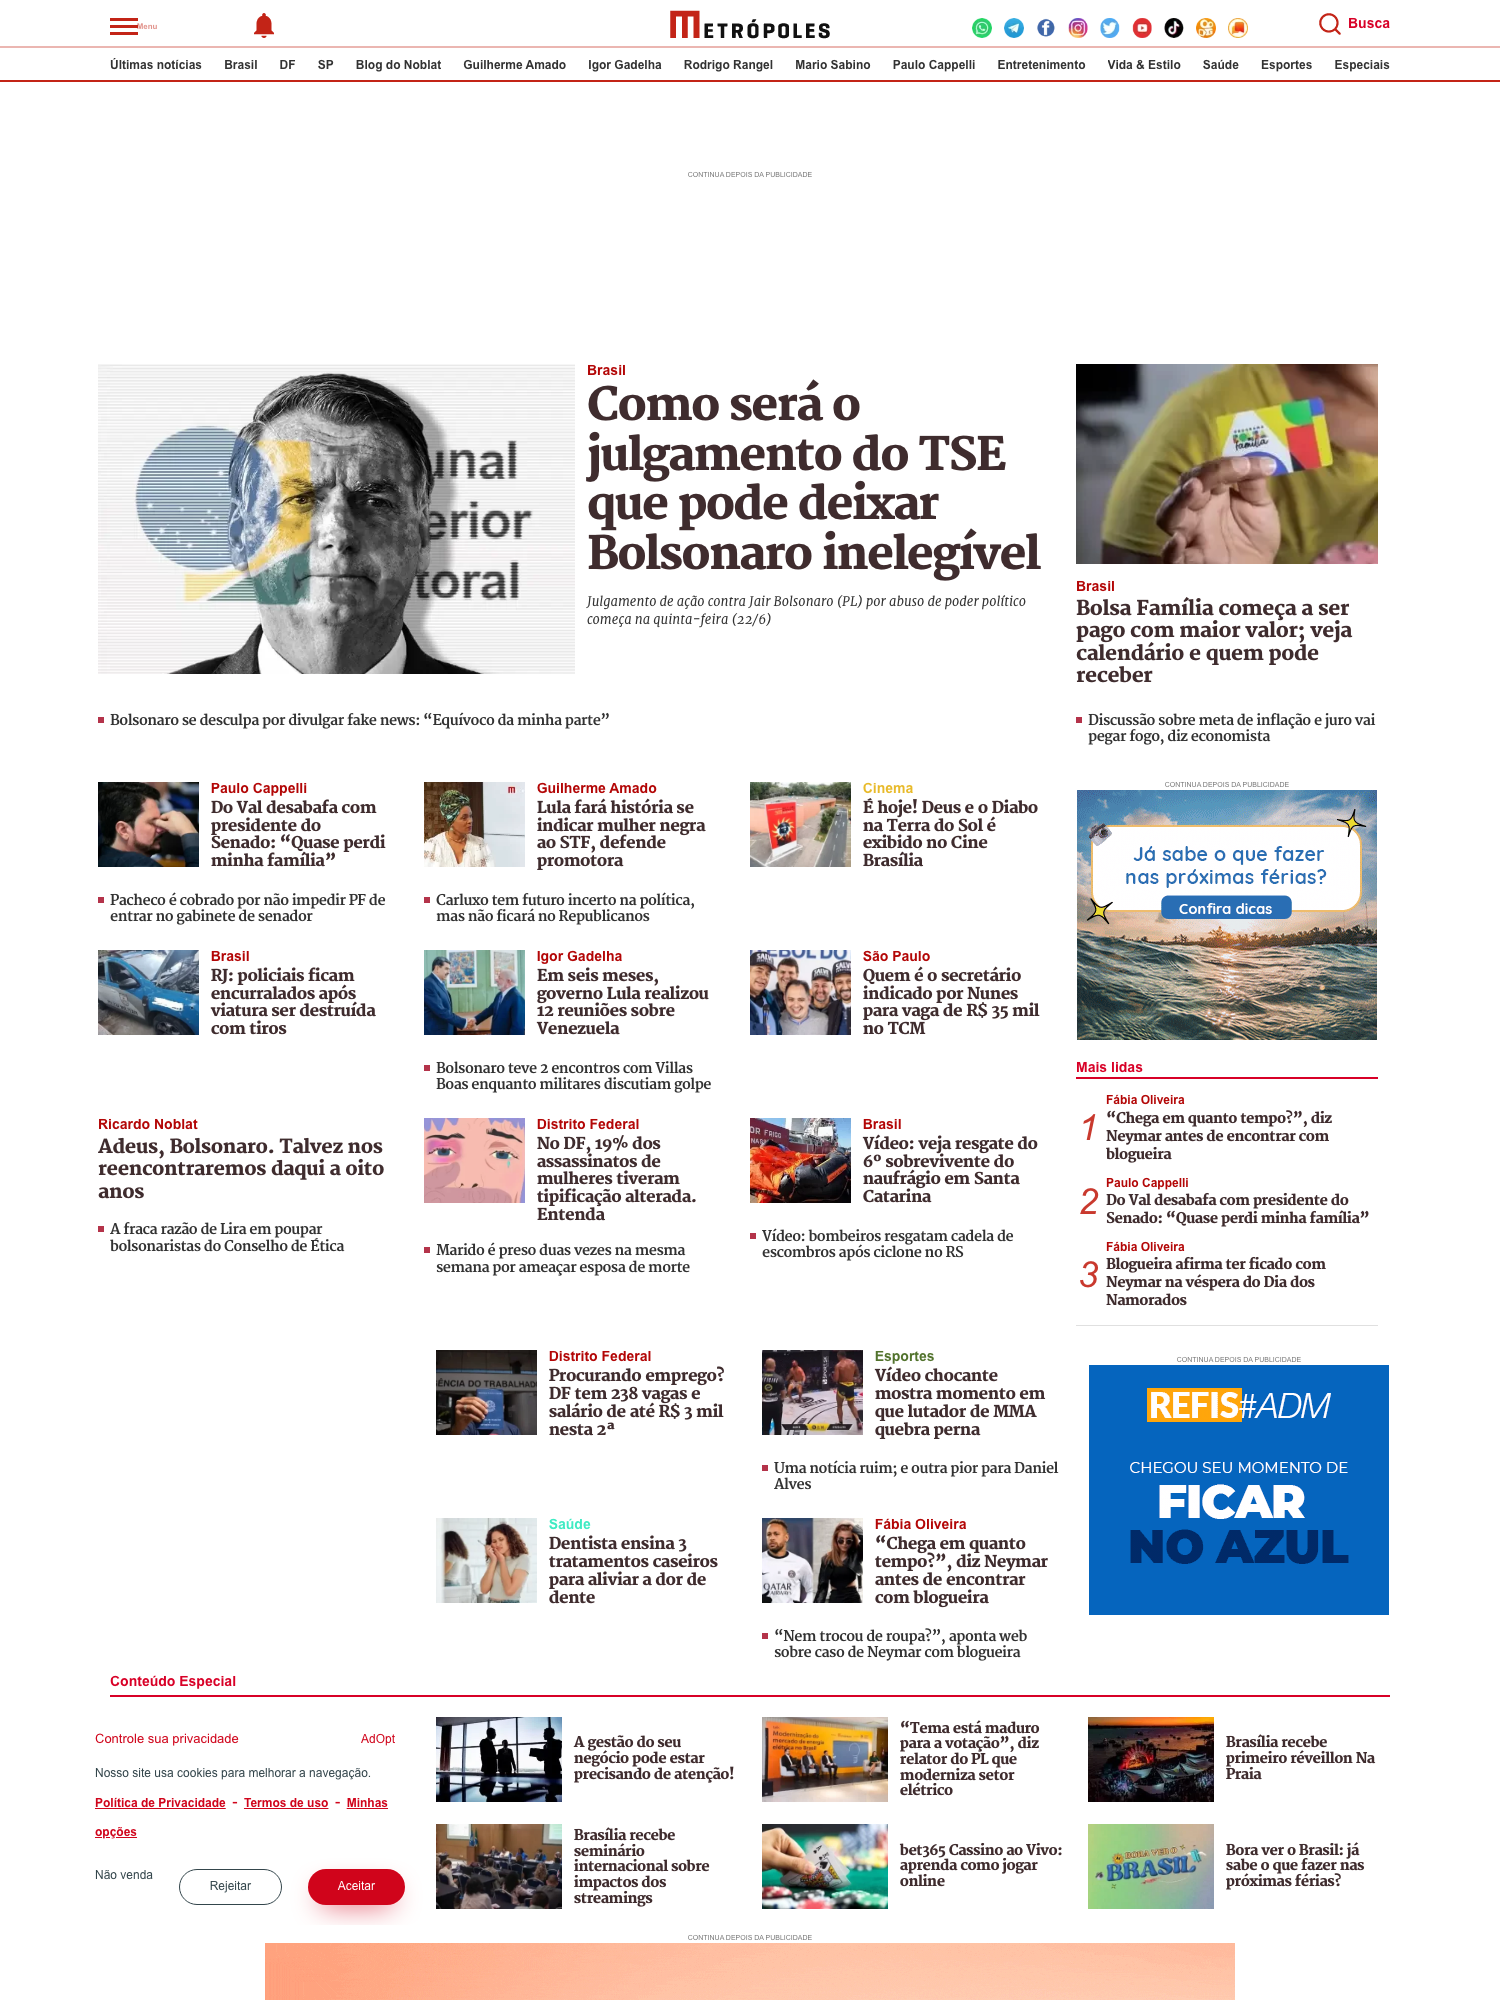 Menu
METRÓPOLES
Busca
Últimas notícias Brasil DF SP Blog do Noblat Guilherme Amado Igor Gadelha Rodrigo Rangel Mario Sabino Paulo Cappelli Entretenimento Vida & Estilo Saúde Esportes Especiais
CONTINUA DEPOIS DA PUBLICIDADE
unal
erior
toral
Brasil
Como será o
julgamento do TSE
que pode deixar
Bolsonaro inelegível
Julgamento de ação contra Jair Bolsonaro (PL) por abuso de poder político
começa na quinta-feira (22/6)
Bolsonaro se desculpa por divulgar fake news: “Equívoco da minha parte”
Brasil
Bolsa Família começa a ser
pago com maior valor; veja
calendário e quem pode
receber
Discussão sobre meta de inflação e juro vai
pegar fogo, diz economista
Paulo Cappelli
Do Val desabafa com
presidente do
Senado: “Quase perdi
minha família”
Pacheco é cobrado por não impedir PF de
entrar no gabinete de senador
Guilherme Amado
Lula fará história se
indicar mulher negra
ao STF, defende
promotora
Carluxo tem futuro incerto na política,
mas não ficará no Republicanos
Cinema
É hoje! Deus e o Diabo
na Terra do Sol é
exibido no Cine
Brasília
Brasil
RJ: policiais ficam
encurralados após
viatura ser destruída
com tiros
Igor Gadelha
Em seis meses,
governo Lula realizou
12 reuniões sobre
Venezuela
Bolsonaro teve 2 encontros com Villas
Boas enquanto militares discutiam golpe
São Paulo
Quem é o secretário
indicado por Nunes
para vaga de R$ 35 mil
no TCM
Ricardo Noblat
Adeus, Bolsonaro. Talvez nos
reencontraremos daqui a oito
anos
A fraca razão de Lira em poupar
bolsonaristas do Conselho de Ética
Distrito Federal
No DF, 19% dos
assassinatos de
mulheres tiveram
tipificação alterada.
Entenda
Marido é preso duas vezes na mesma
semana por ameaçar esposa de morte
Brasil
Vídeo: veja resgate do
6º sobrevivente do
naufrágio em Santa
Catarina
Vídeo: bombeiros resgatam cadela de
escombros após ciclone no RS
CONTINUA DEPOIS DA PUBLICIDADE
Já sabe o que fazer
nas próximas férias?
Confira dicas
Mais lidas
1
Fábia Oliveira
“Chega em quanto tempo?”, diz
Neymar antes de encontrar com
blogueira
2
Paulo Cappelli
Do Val desabafa com presidente do
Senado: “Quase perdi minha família”
3
Fábia Oliveira
Blogueira afirma ter ficado com
Neymar na véspera do Dia dos
Namorados
Distrito Federal
Procurando emprego?
DF tem 238 vagas e
salário de até R$ 3 mil
nesta 2ª
Esportes
Vídeo chocante
mostra momento em
que lutador de MMA
quebra perna
Uma notícia ruim; e outra pior para Daniel
Alves
Saúde
Dentista ensina 3
tratamentos caseiros
para aliviar a dor de
dente
QATAR
Fábia Oliveira
“Chega em quanto
tempo?”, diz Neymar
antes de encontrar
com blogueira
“Nem trocou de roupa?”, aponta web
sobre caso de Neymar com blogueira
CONTINUA DEPOIS DA PUBLICIDADE
REFIS#ADM
CHEGOU SEU MOMENTO DE
FICAR
NO AZUL
Conteúdo Especial
Controle sua privacidade AdOpt
Nosso site usa cookies para melhorar a navegação.
Política de Privacidade - Termos de uso - Minhas
opções
Não venda Rejeitar Aceitar
A gestão do seu
negócio pode estar
precisando de atenção!
“Tema está maduro
para a votação”, diz
relator do PL que
moderniza setor
elétrico
Brasília recebe
primeiro réveillon Na
Praia
Brasília recebe
seminário
internacional sobre
impactos dos
streamings
bet365 Cassino ao Vivo:
aprenda como jogar
online
BORA VER O
BRASIL
Bora ver o Brasil: já
sabe o que fazer nas
próximas férias?
CONTINUA DEPOIS DA PUBLICIDADE